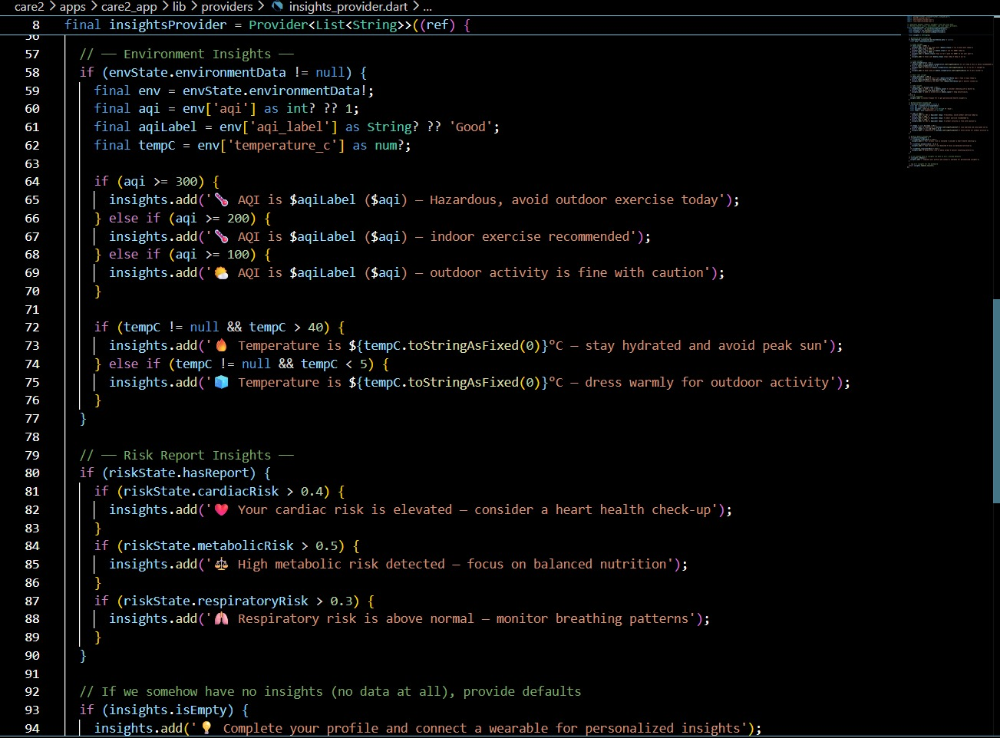 care2 > apps > care2_app > lib > providers > insights_provider.dart > ...
8 final insightsProvider = Provider<List<String>>((ref) {
56
57 // —— Environment Insights ——
58 if (envState.environmentData != null) {
59 final env = envState.environmentData!;
60 final aqi = env['aqi'] as int? ?? 1;
61 final aqiLabel = env['aqi_label'] as String? ?? 'Good';
62 final tempC = env['temperature_c'] as num?;
63
64 if (aqi >= 300) {
65 insights.add('🌡️ AQI is $aqiLabel ($aqi) — Hazardous, avoid outdoor exercise today');
66 } else if (aqi >= 200) {
67 insights.add('🌡️ AQI is $aqiLabel ($aqi) — indoor exercise recommended');
68 } else if (aqi >= 100) {
69 insights.add('🌤️ AQI is $aqiLabel ($aqi) — outdoor activity is fine with caution');
70 }
71
72 if (tempC != null && tempC > 40) {
73 insights.add('🔥 Temperature is ${tempC.toStringAsFixed(0)}°C — stay hydrated and avoid peak sun');
74 } else if (tempC != null && tempC < 5) {
75 insights.add('🧊 Temperature is ${tempC.toStringAsFixed(0)}°C — dress warmly for outdoor activity');
76 }
77 }
78
79 // —— Risk Report Insights ——
80 if (riskState.hasReport) {
81 if (riskState.cardiacRisk > 0.4) {
82 insights.add('❤️ Your cardiac risk is elevated — consider a heart health check-up');
83 }
84 if (riskState.metabolicRisk > 0.5) {
85 insights.add('⚖️ High metabolic risk detected — focus on balanced nutrition');
86 }
87 if (riskState.respiratoryRisk > 0.3) {
88 insights.add('🫁 Respiratory risk is above normal — monitor breathing patterns');
89 }
90 }
91
92 // If we somehow have no insights (no data at all), provide defaults
93 if (insights.isEmpty) {
94 insights.add('💡 Complete your profile and connect a wearable for personalized insights');